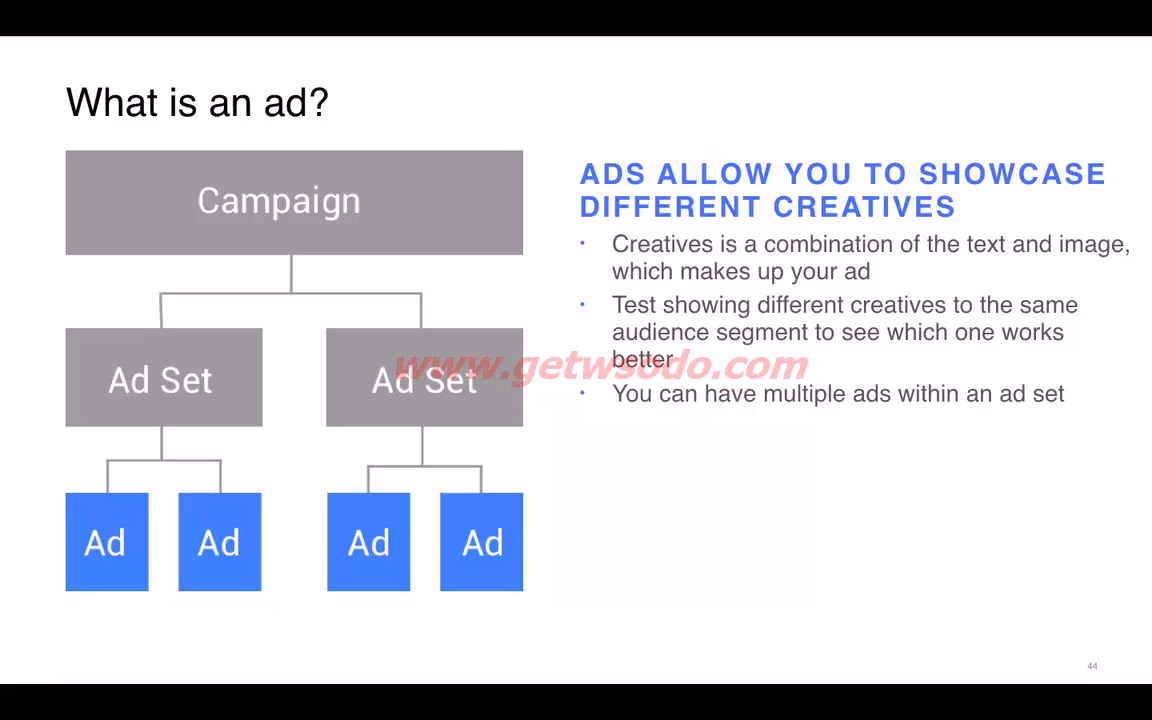 What is an ad?
Campaign
Ad Set
Ad Set
Ad
Ad
Ad
Ad
ADS ALLOW YOU TO SHOWCASE
DIFFERENT CREATIVES
• Creatives is a combination of the text and image,
which makes up your ad
• Test showing different creatives to the same
audience segment to see which one works
better
• You can have multiple ads within an ad set
www.getwsodo.com
44